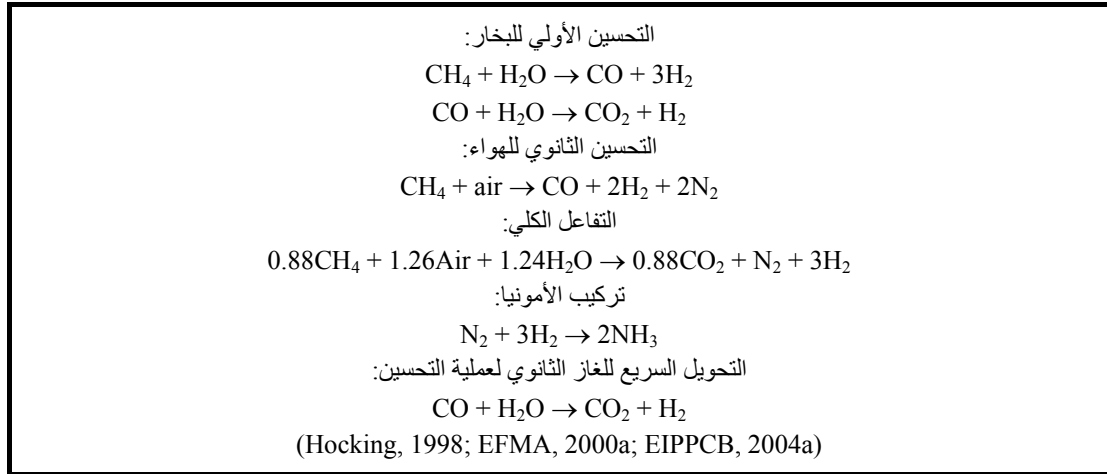 التحسين الأولي للبخار:
CH₄ + H₂O → CO + 3H₂
CO + H₂O → CO₂ + H₂
التحسين الثانوي للهواء:
CH₄ + air → CO + 2H₂ + 2N₂
التفاعل الكلي:
0.88CH₄ + 1.26Air + 1.24H₂O → 0.88CO₂ + N₂ + 3H₂
تركيب الأمونيا:
N₂ + 3H₂ → 2NH₃
التحويل السريع للغاز الثانوي لعملية التحسين:
CO + H₂O → CO₂ + H₂
(Hocking, 1998; EFMA, 2000a; EIPPCB, 2004a)